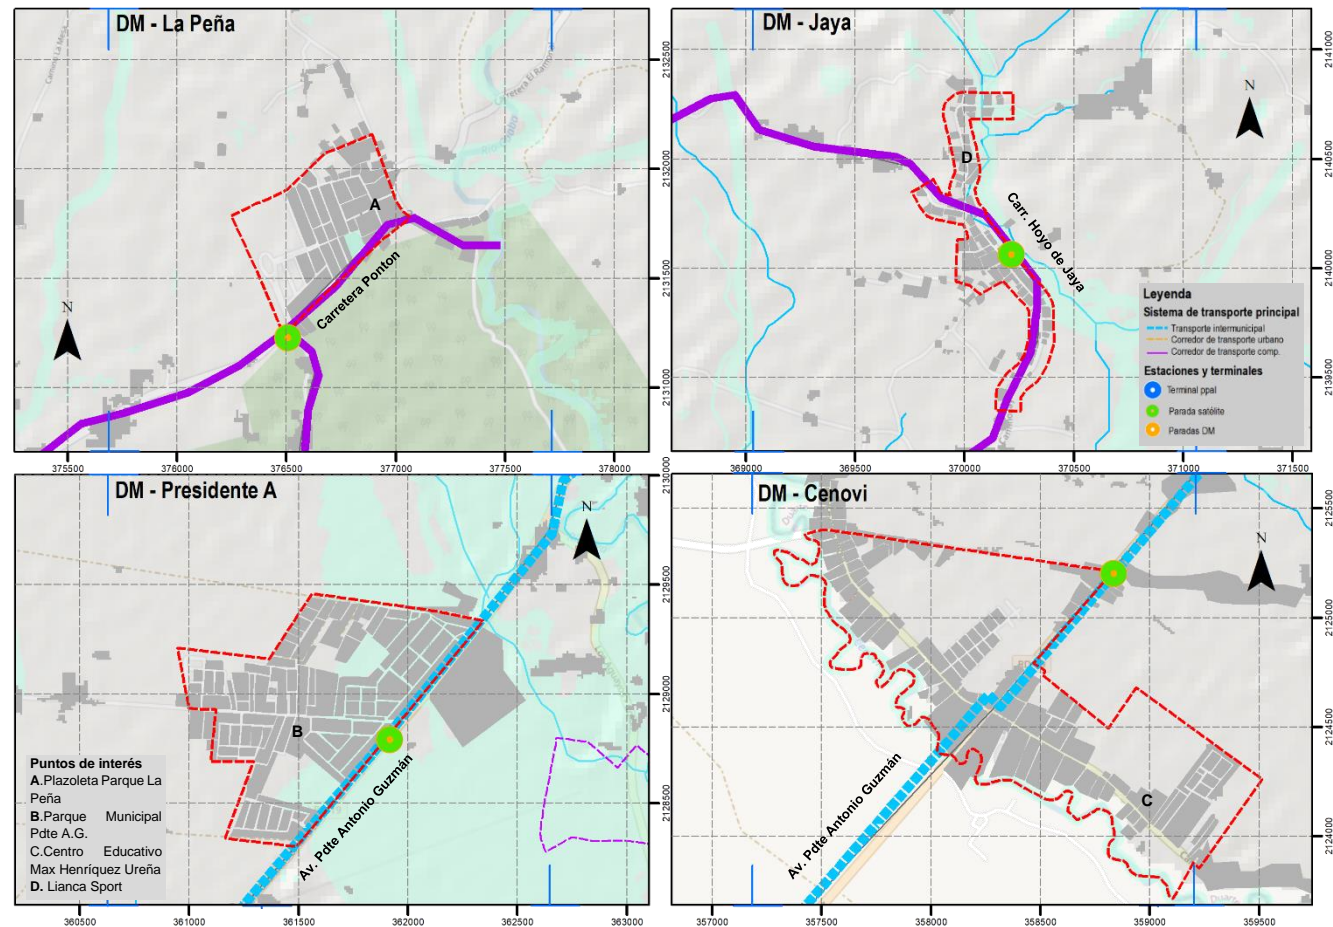 DM - La Peña
A
Carretera Ponton
Carretera El Ramon
N
2132500
2132000
2131500
2131000
375500
376000
376500
377000
377500
378000
DM - Jaya
D
Carr. Hoyo de Jaya
N
2141000
2140500
2140000
2139500
369000
369500
370000
370500
371000
371500
Leyenda
Sistema de transporte principal
Transporte intermunicipal
Corredor de transporte urbano
Corredor de transporte comp.
Estaciones y terminales
Terminal ppal
Parada satélite
Paradas DM
DM - Presidente A
B
Av. Pdte Antonio Guzmán
N
2130000
2129500
2129000
2128500
360500
361000
361500
362000
362500
363000
Puntos de interés
A.Plazoleta Parque La
Peña
B.Parque Municipal
Pdte A.G.
C.Centro Educativo
Max Henríquez Ureña
D. Lianca Sport
DM - Cenovi
C
Av. Pdte Antonio Guzmán
N
2125500
2125000
2124500
2124000
357000
357500
358000
358500
359000
359500